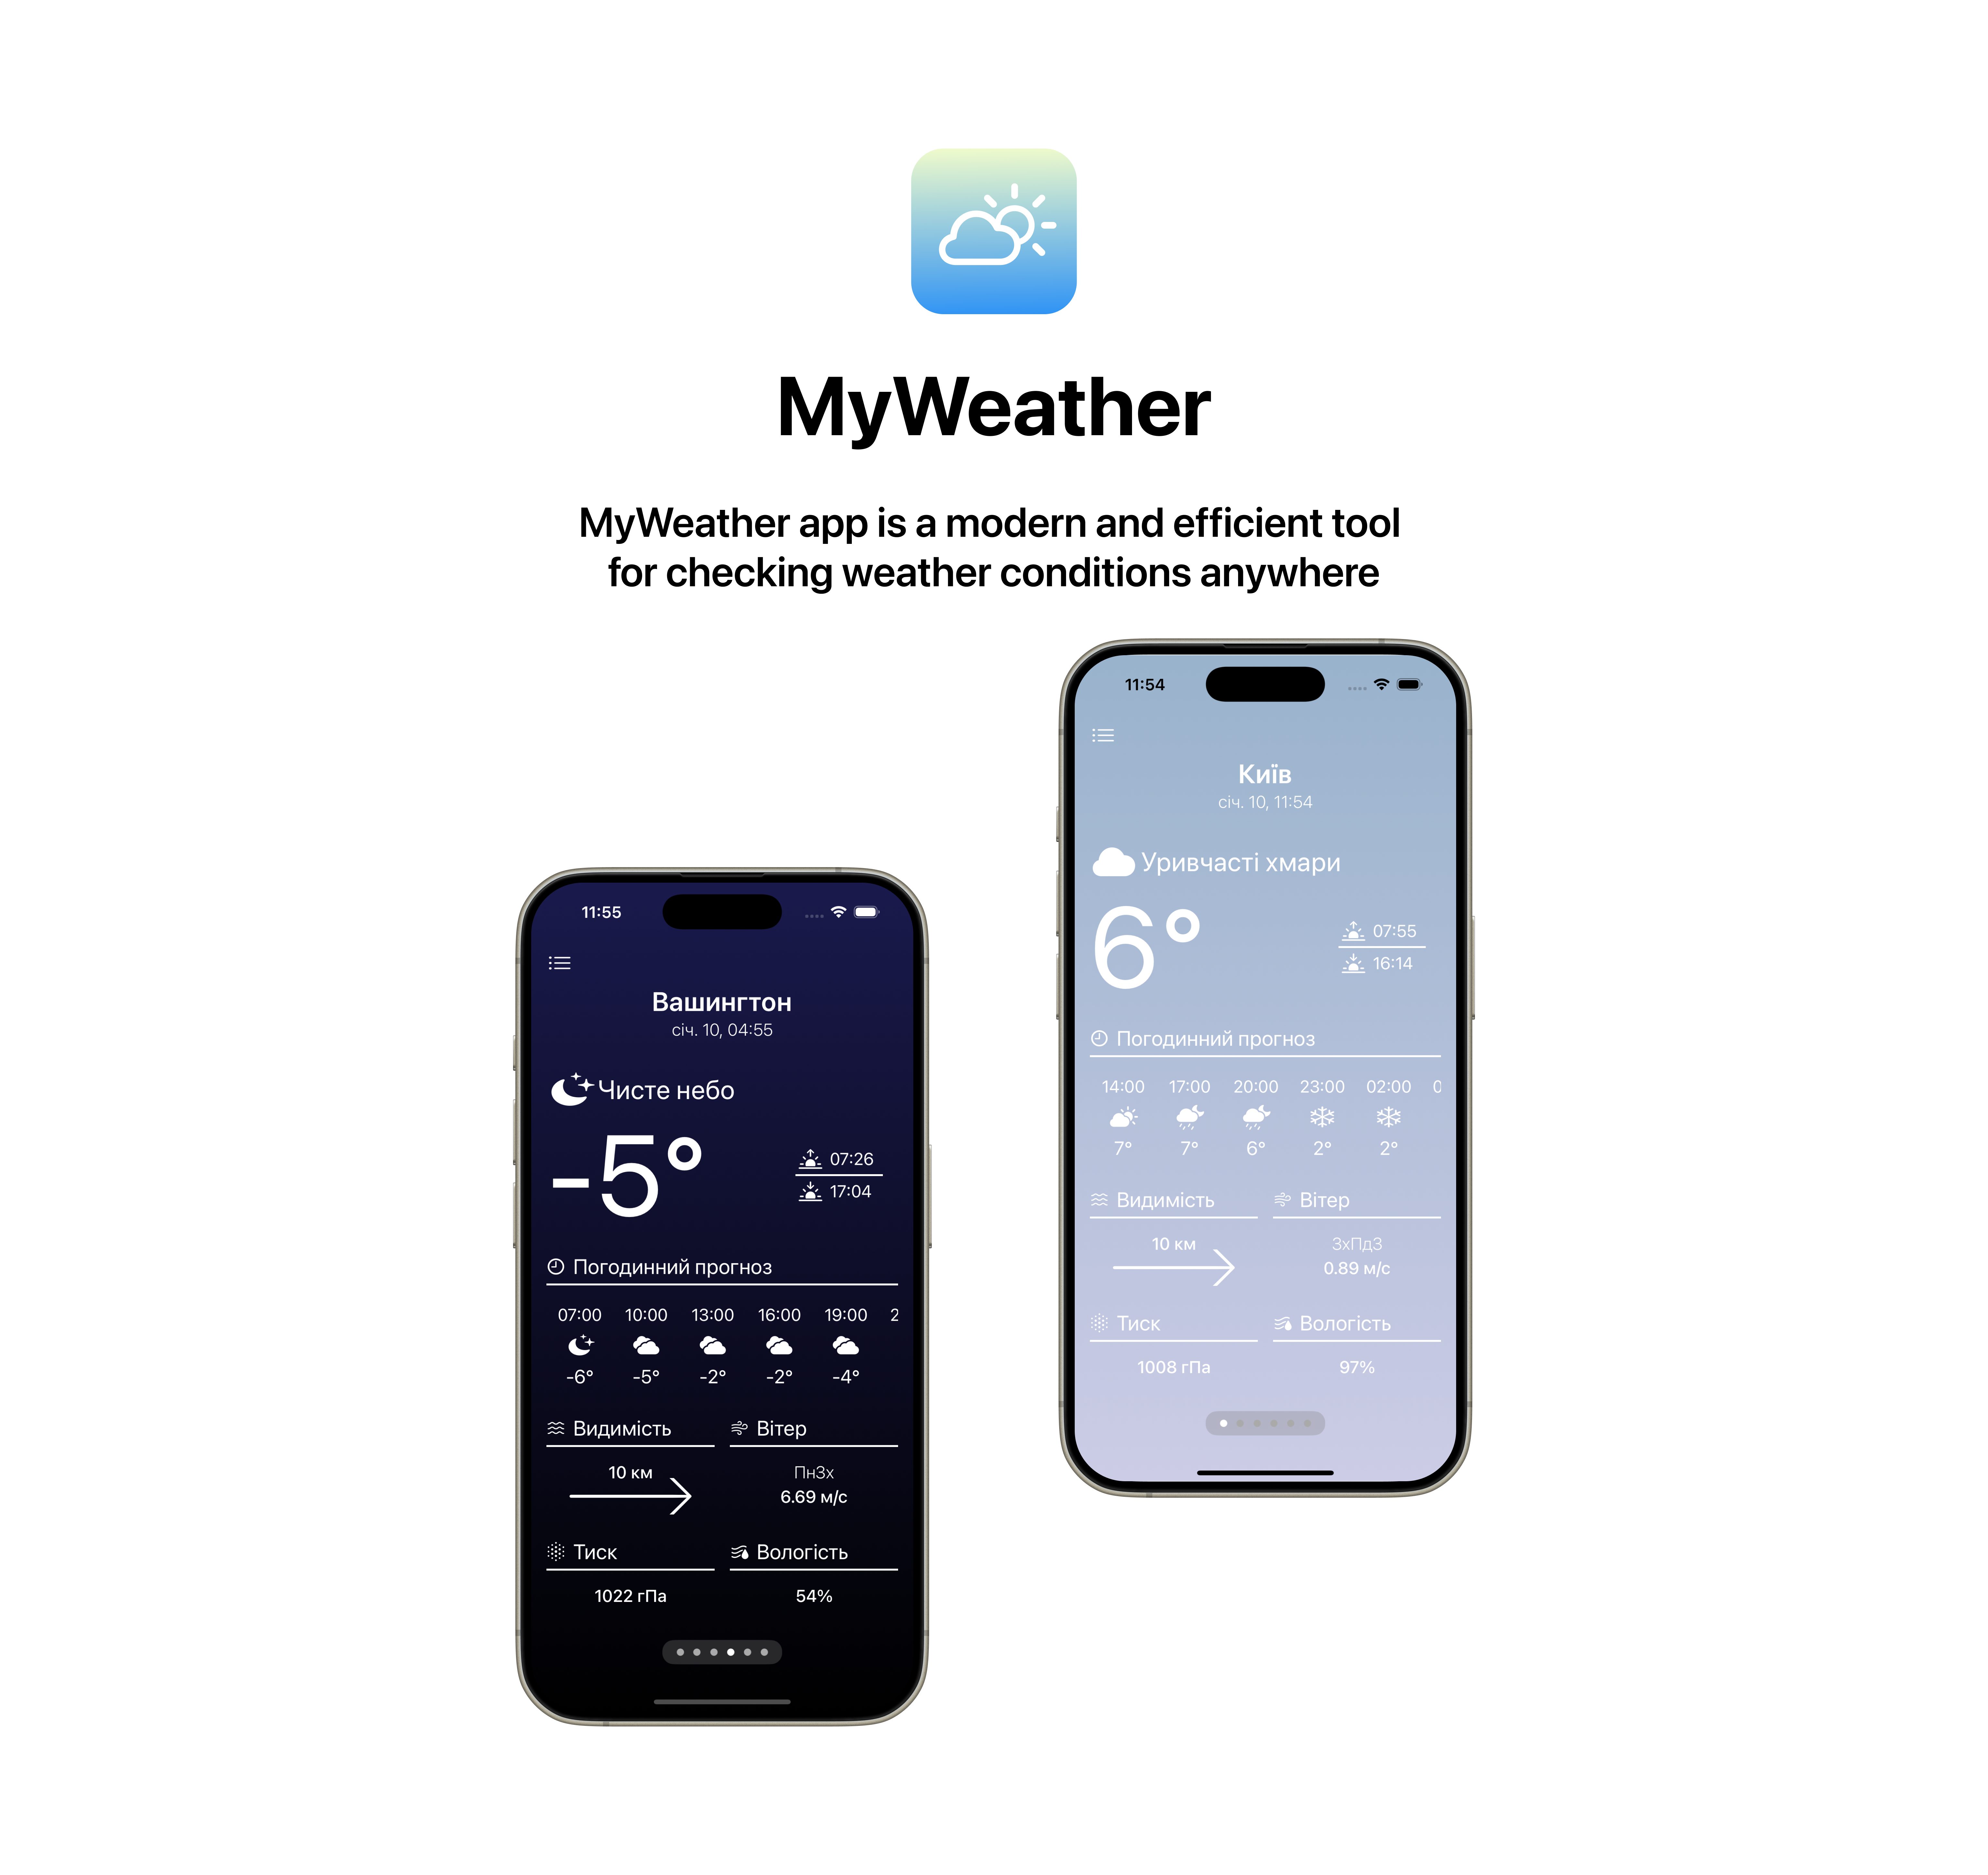 MyWeather
MyWeather app is a modern and efficient tool
for checking weather conditions anywhere
11:55
Вашингтон
січ. 10, 04:55
Чисте небо
-5°
07:26
17:04
Погодинний прогноз
07:00 10:00 13:00 16:00 19:00 2
-6° -5° -2° -2° -4°
Видимість Вітер
10 км ПнЗх
6.69 м/с
Тиск Вологість
1022 гПа 54%
11:54
Київ
січ. 10, 11:54
Уривчасті хмари
6°
07:55
16:14
Погодинний прогноз
14:00 17:00 20:00 23:00 02:00 0
7° 7° 6° 2° 2°
Видимість Вітер
10 км ЗхПдЗ
0.89 м/с
Тиск Вологість
1008 гПа 97%